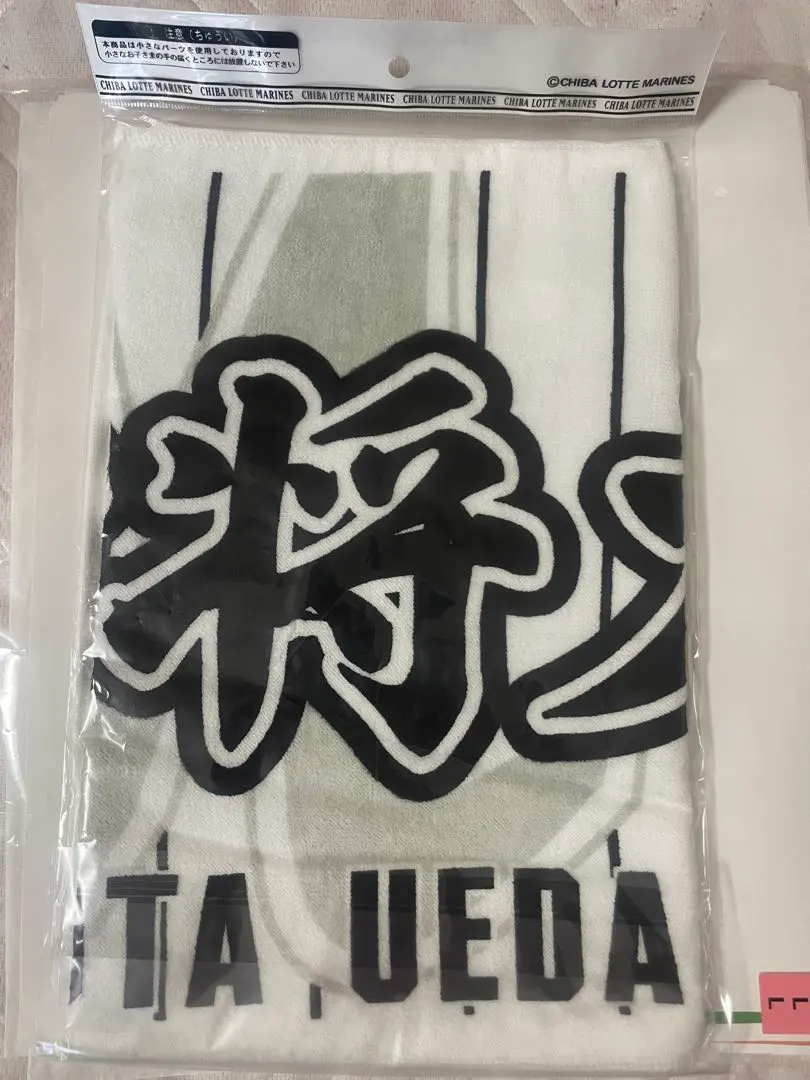 注意（ちゅうい）
本商品は小さなパーツを使用しておりますので
小さなお子さまの手の届くところには放置しないで下さい
©CHIBA LOTTE MARINES
CHIBA LOTTE MARINES CHIBA LOTTE MARINES CHIBA LOTTE MARINES CHIBA LOTTE MARINES CHIBA LOTTE MARINES CHIBA LOTTE MARINES
将
TA UEDA